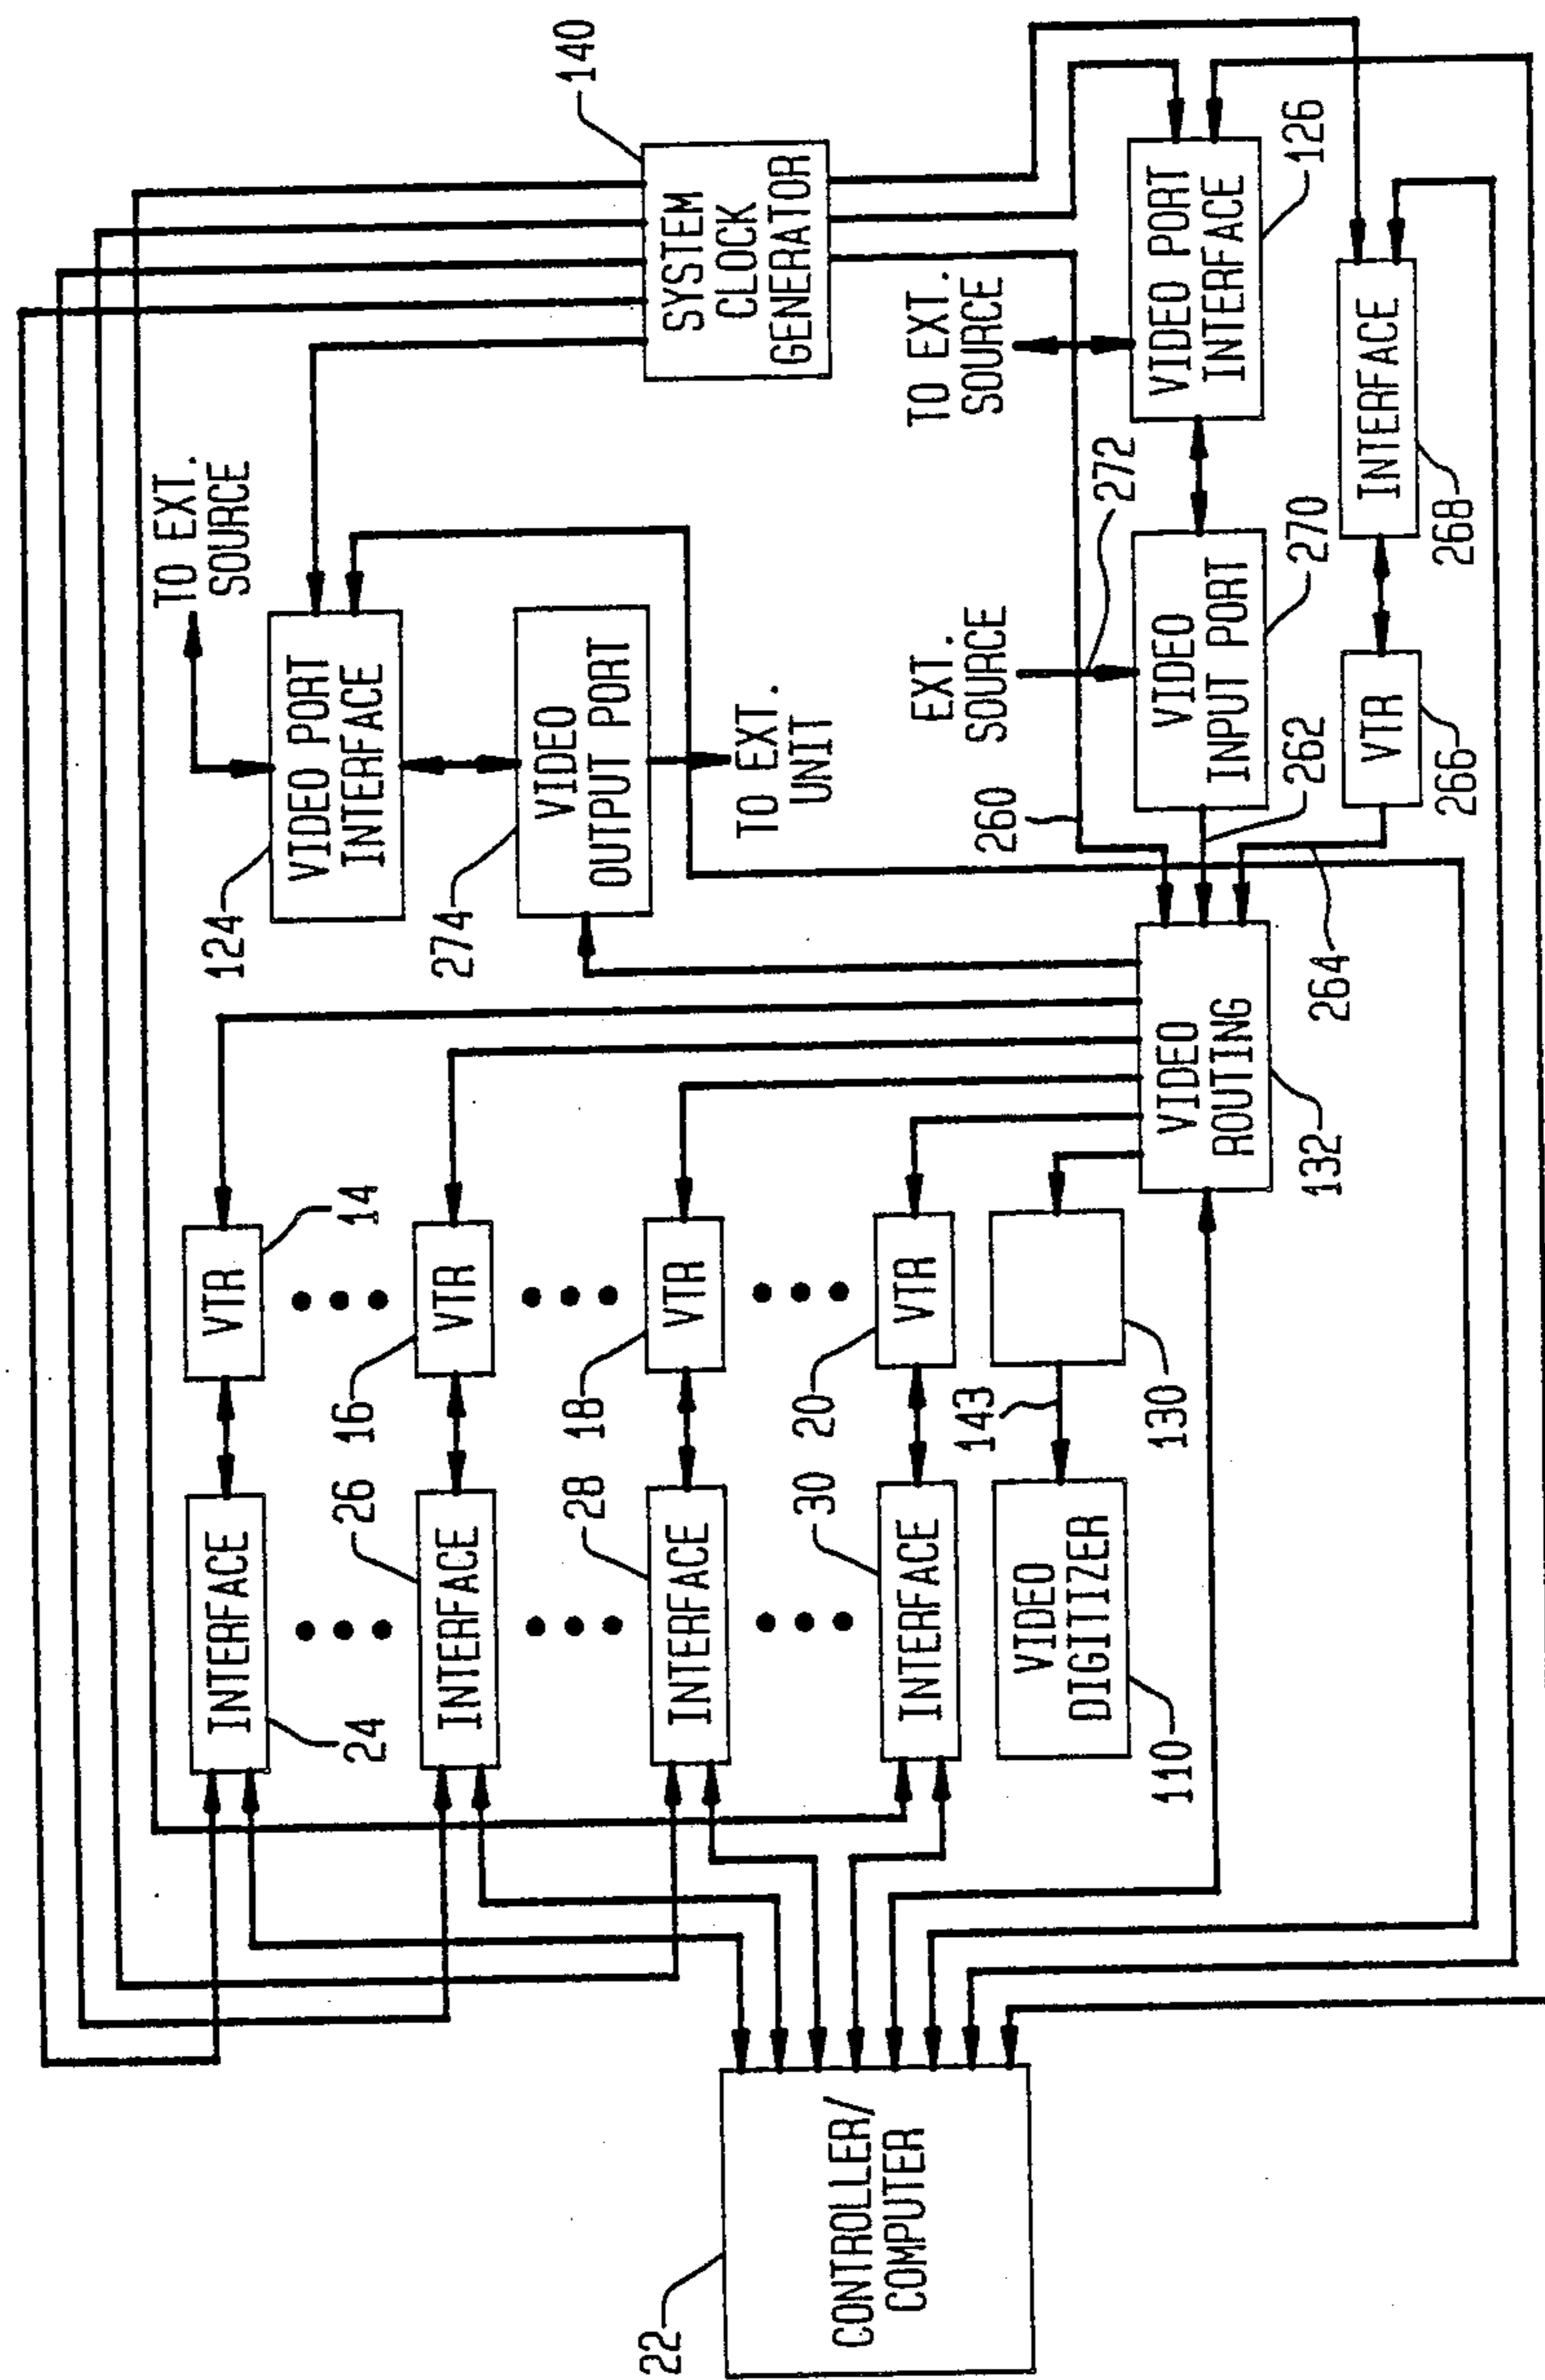 22
CONTROLLER/
COMPUTER
INTERFACE
24
VTR
14
INTERFACE
26
VTR
16
INTERFACE
28
VTR
18
INTERFACE
30
VTR
20
VIDEO
DIGITIZER
110
143
130
VIDEO
ROUTING
132
124
VIDEO PORT
INTERFACE
TO EXT.
SOURCE
274
VIDEO
OUTPUT PORT
TO EXT.
UNIT
SYSTEM
CLOCK
GENERATOR
140
260
EXT.
SOURCE
272
TO EXT.
SOURCE
VIDEO
INPUT PORT
270
262
VIDEO PORT
INTERFACE
126
264
VTR
266
INTERFACE
268